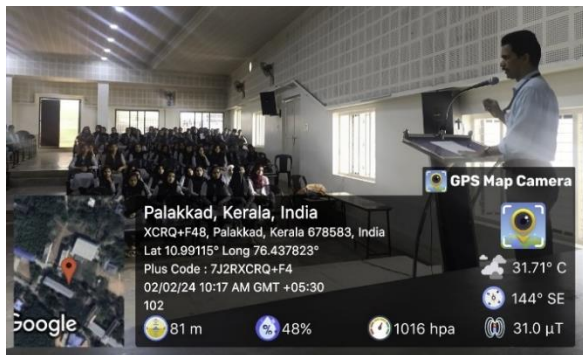 GPS Map Camera
Palakkad, Kerala, India
XCRQ+F48, Palakkad, Kerala 678583, India
Lat 10.99115° Long 76.437823°
Plus Code : 7J2RXCRQ+F4
02/02/24 10:17 AM GMT +05:30
102
31.71° C
144° SE
Google
81 m
48%
1016 hpa
31.0 µT